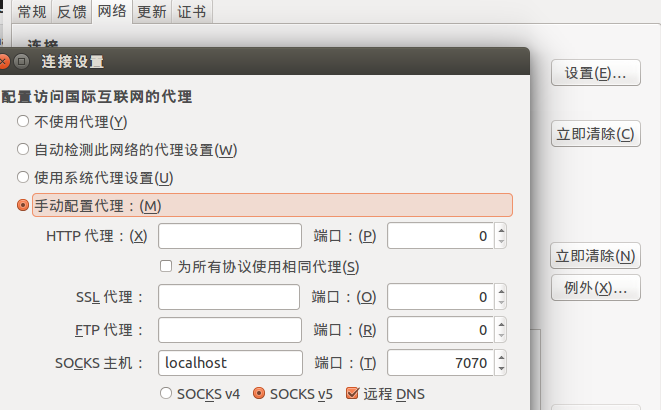 常规 反馈 网络 更新 证书
连接
连接设置
设置(E)...
配置访问国际互联网的代理
不使用代理(Y)
立即清除(C)
自动检测此网络的代理设置(W)
使用系统代理设置(U)
手动配置代理：(M)
HTTP 代理：(X) 端口：(P) 0
立即清除(N)
为所有协议使用相同代理(S)
例外(X)...
SSL 代理： 端口：(O) 0
FTP 代理： 端口：(R) 0
SOCKS 主机： localhost 端口：(T) 7070
SOCKS v4 SOCKS v5 远程 DNS